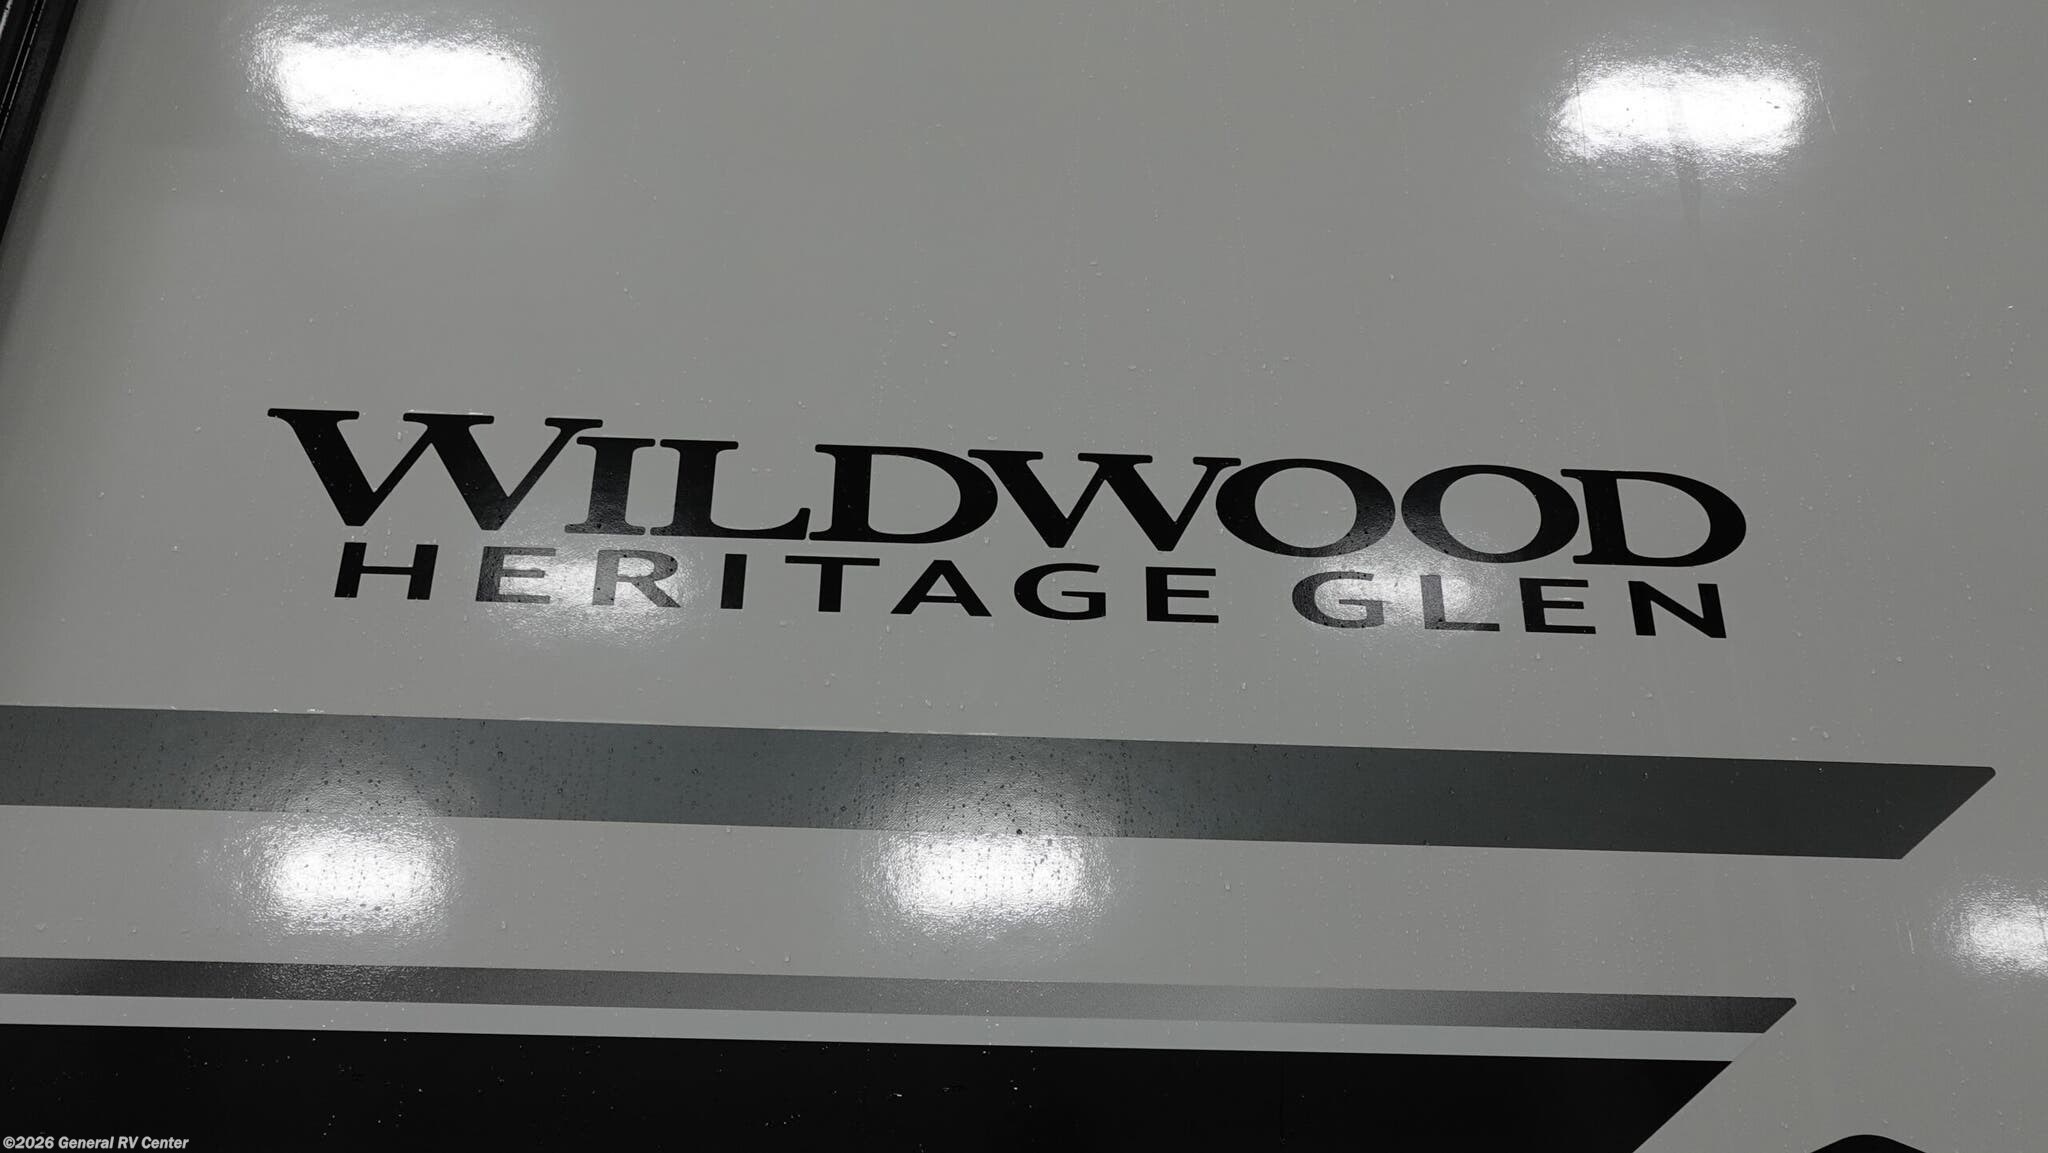 WILDWOOD
HERITAGE GLEN
©2026 General RV Center